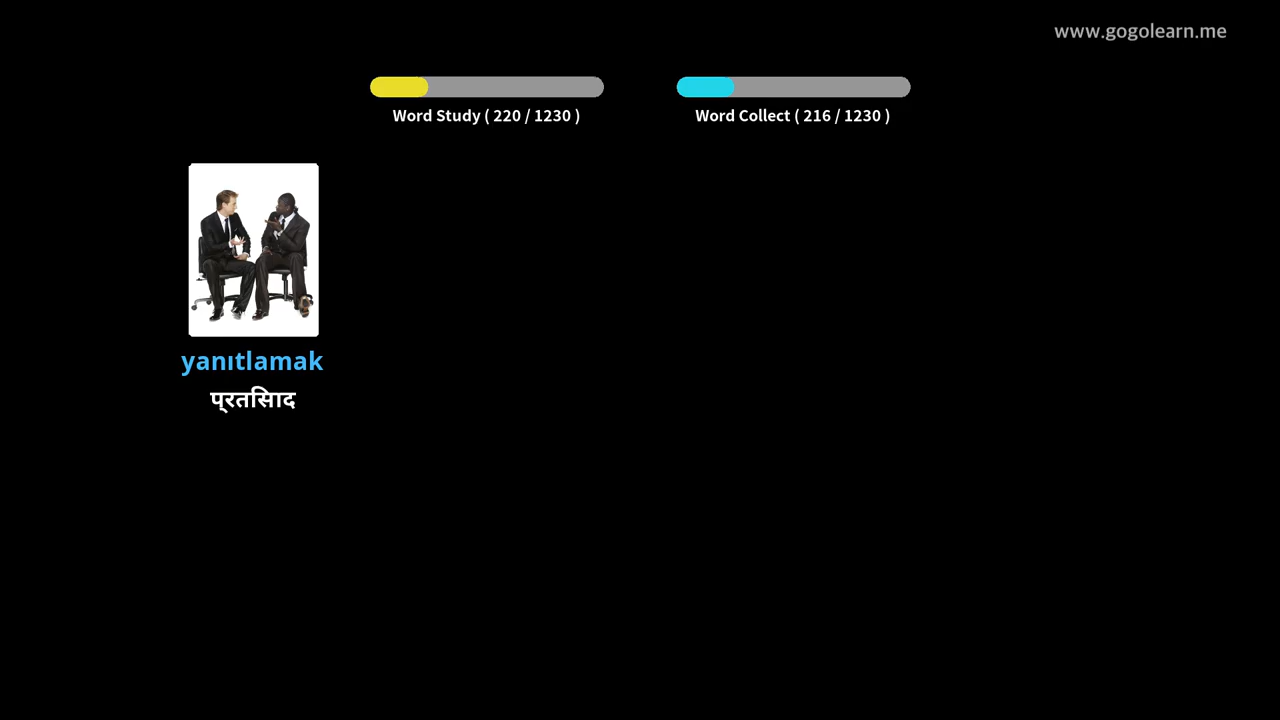 www.gogolearn.me
Word Study ( 220 / 1230 )
Word Collect ( 216 / 1230 )
yanıtlamak
प्रतसािद